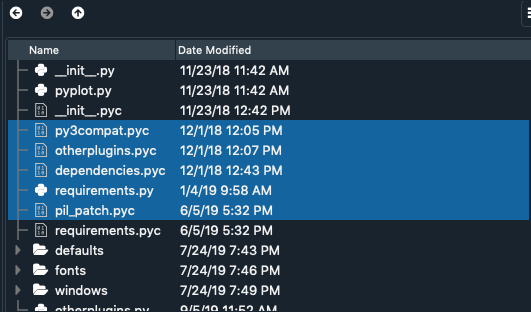 Name Date Modified
__init__.py 11/23/18 11:42 AM
pyplot.py 11/23/18 11:42 AM
__init__.pyc 11/23/18 12:42 PM
py3compat.pyc 12/1/18 12:05 PM
otherplugins.pyc 12/1/18 12:07 PM
dependencies.pyc 12/1/18 12:43 PM
requirements.py 1/4/19 9:58 AM
pil_patch.pyc 6/5/19 5:32 PM
requirements.pyc 6/5/19 5:32 PM
defaults 7/24/19 7:43 PM
fonts 7/24/19 7:46 PM
windows 7/24/19 7:49 PM
otherplugins.py 9/5/19 11:52 AM